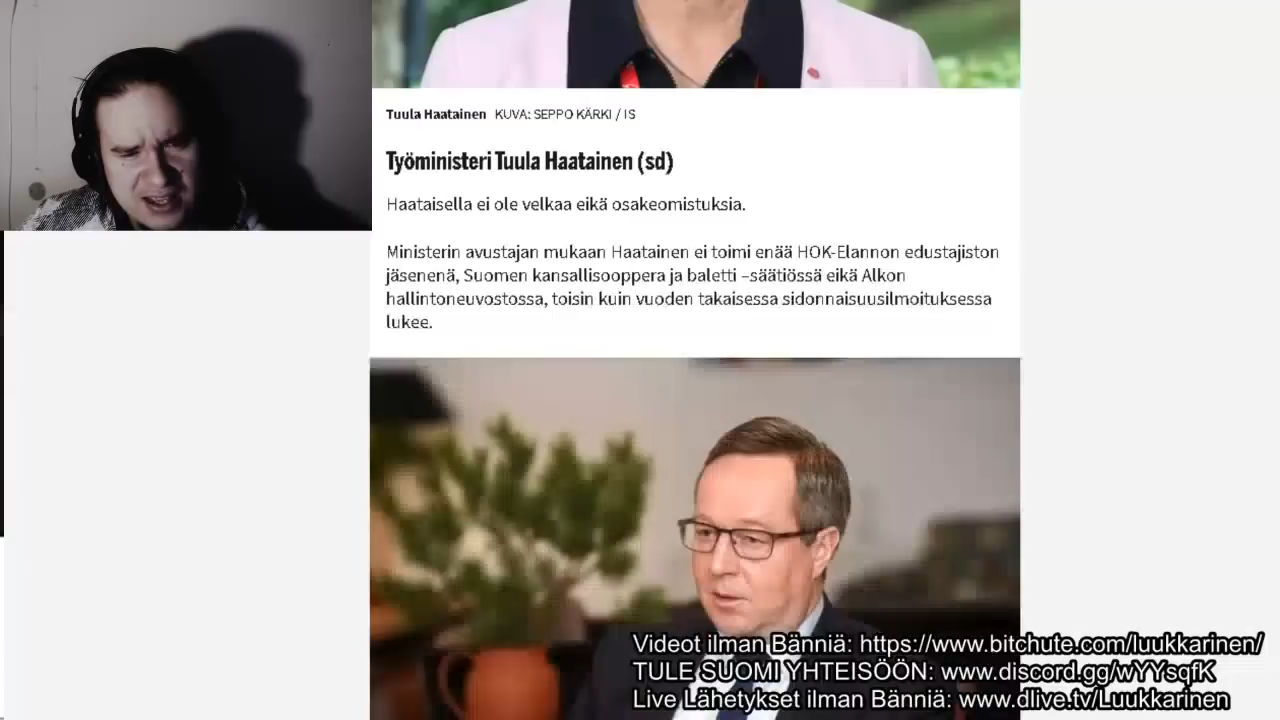 Tuula Haatainen KUVA: SEPPO KÄRKI / IS
Työministeri Tuula Haatainen (sd)
Haataisella ei ole velkaa eikä osakeomistuksia.
Ministerin avustajan mukaan Haatainen ei toimi enää HOK-Elannon edustajiston
jäsenenä, Suomen kansallisooppera ja baletti –säätiössä eikä Alkon
hallintoneuvostossa, toisin kuin vuoden takaisessa sidonnaisuusilmoituksessa
lukee.
Videot ilman Bänniä: https://www.bitchute.com/luukkarinen/
TULE SUOMI YHTEISÖÖN: www.discord.gg/wYYsqfK
Live Lähetykset ilman Bänniä: www.dlive.tv/Luukkarinen